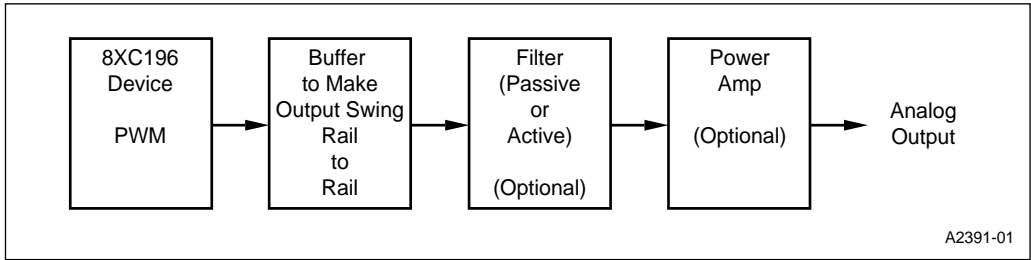 8XC196
Device
PWM
Buffer
to Make
Output Swing
Rail
to
Rail
Filter
(Passive
or
Active)
(Optional)
Power
Amp
(Optional)
Analog
Output
A2391-01